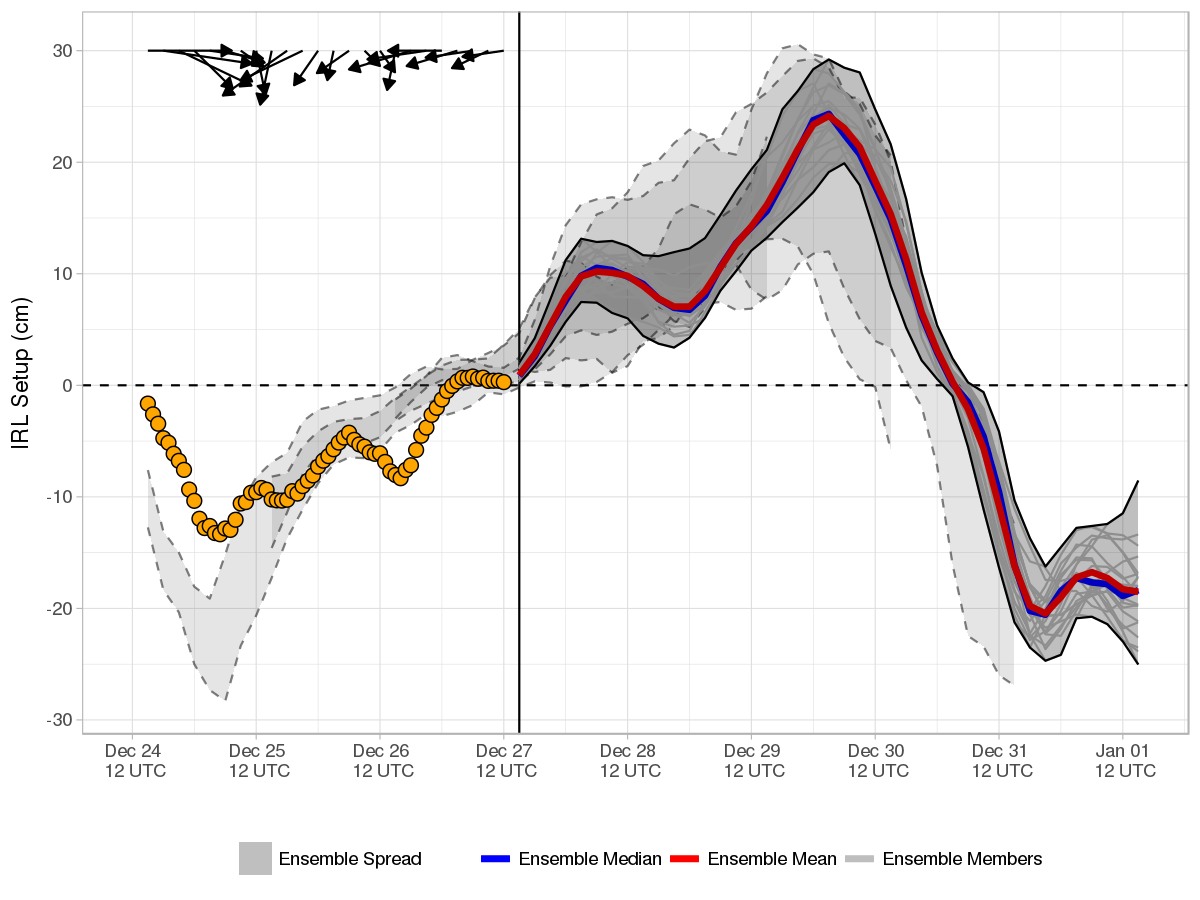 IRL Setup (cm)
30
20
10
0
-10
-20
-30
Dec 24 Dec 25 Dec 26 Dec 27 Dec 28 Dec 29 Dec 30 Dec 31 Jan 01
12 UTC 12 UTC 12 UTC 12 UTC 12 UTC 12 UTC 12 UTC 12 UTC 12 UTC
Ensemble Spread Ensemble Median Ensemble Mean Ensemble Members